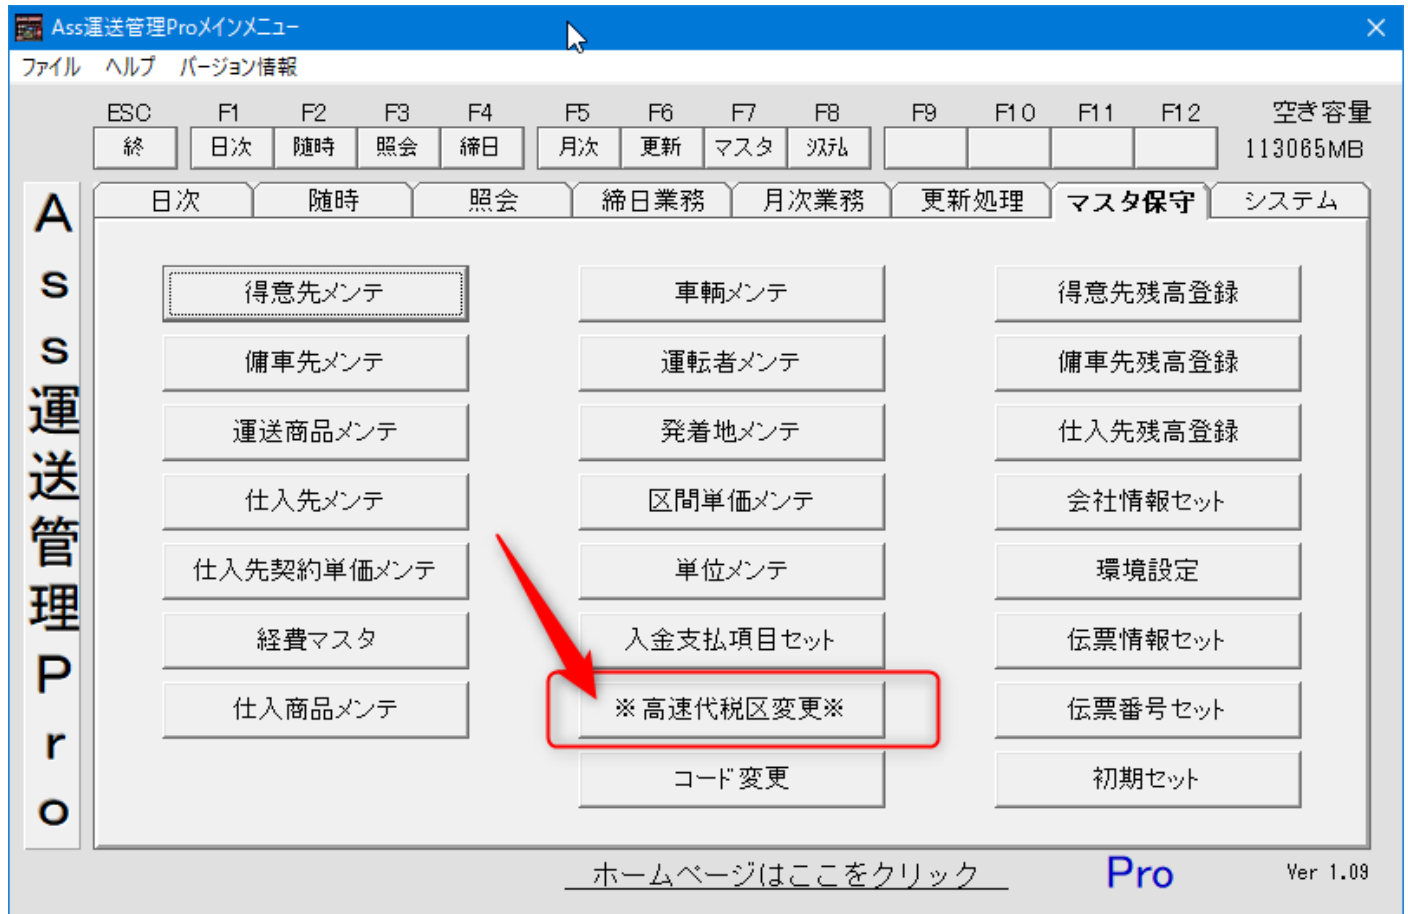 Ass運送管理Proメインメニュー
ファイル ヘルプ バージョン情報
ESC F1 F2 F3 F4 F5 F6 F7 F8 F9 F10 F11 F12 空き容量
終 日次 随時 照会 締日 月次 更新 マスタ システム 113065MB
日次 随時 照会 締日業務 月次業務 更新処理 マスタ保守 システム
Ass運送管理Pro
得意先メンテ 車輌メンテ 得意先残高登録
傭車先メンテ 運転者メンテ 傭車先残高登録
運送商品メンテ 発着地メンテ 仕入先残高登録
仕入先メンテ 区間単価メンテ 会社情報セット
仕入先契約単価メンテ 単位メンテ 環境設定
経費マスタ 入金支払項目セット 伝票情報セット
仕入商品メンテ ※高速代税区変更※ 伝票番号セット
コード変更 初期セット
ホームページはここをクリック Pro Ver 1.09